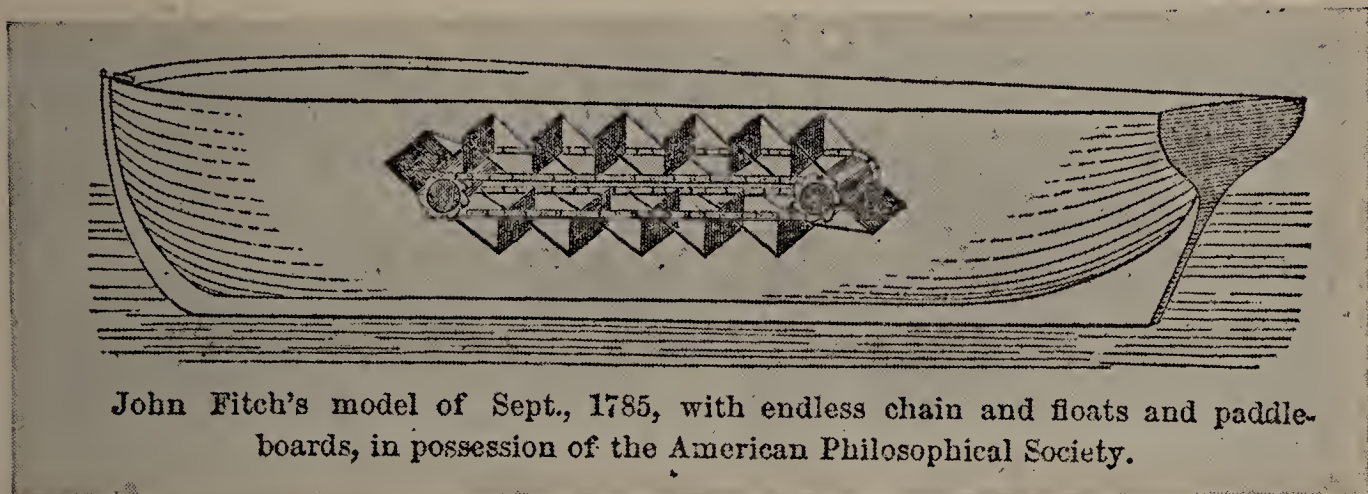 John Fitch's model of Sept., 1785, with endless chain and floats and paddle-
boards, in possession of the American Philosophical Society.